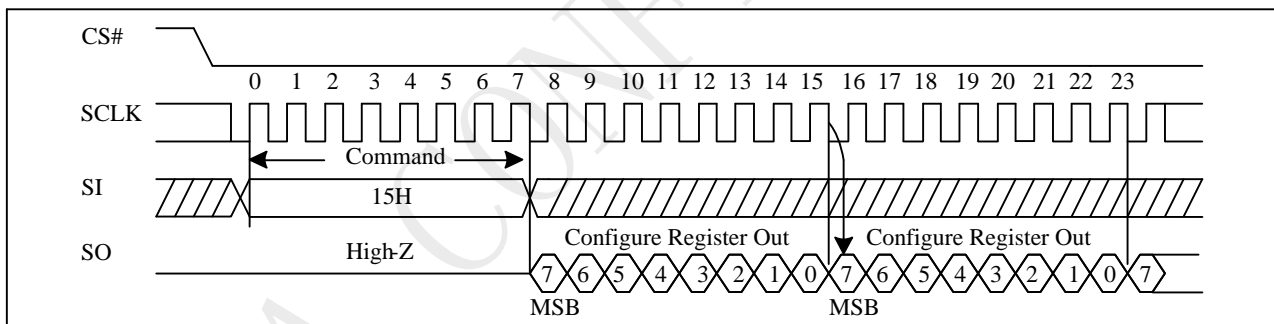 CS#
0 1 2 3 4 5 6 7 8 9 10 11 12 13 14 15 16 17 18 19 20 21 22 23
SCLK
Command
SI
15H
SO
High-Z
Configure Register Out
Configure Register Out
7 6 5 4 3 2 1 0 7 6 5 4 3 2 1 0 7
MSB
MSB